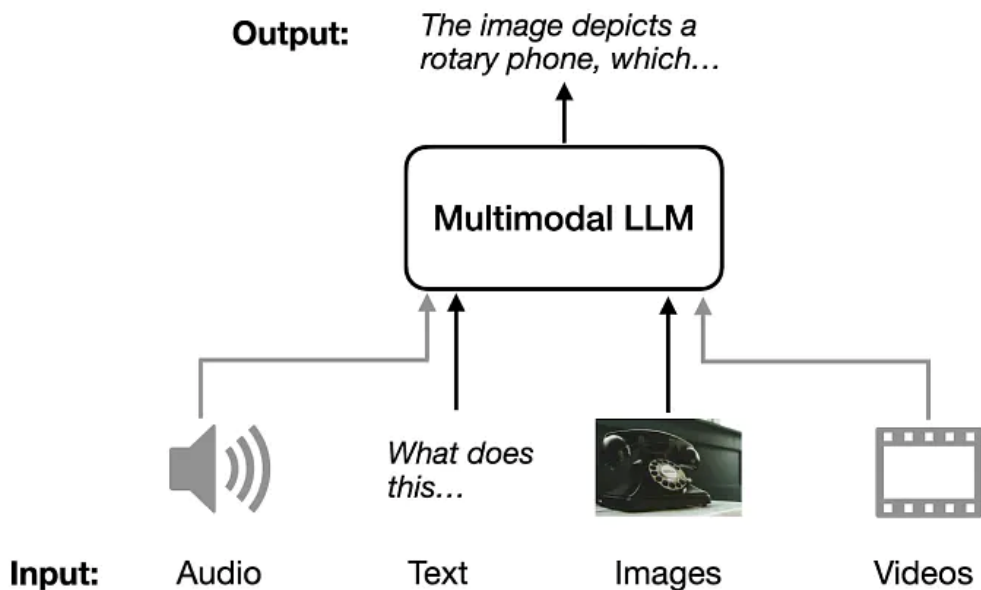 Output:
The image depicts a
rotary phone, which...
Multimodal LLM
What does
this...
Input:
Audio
Text
Images
Videos